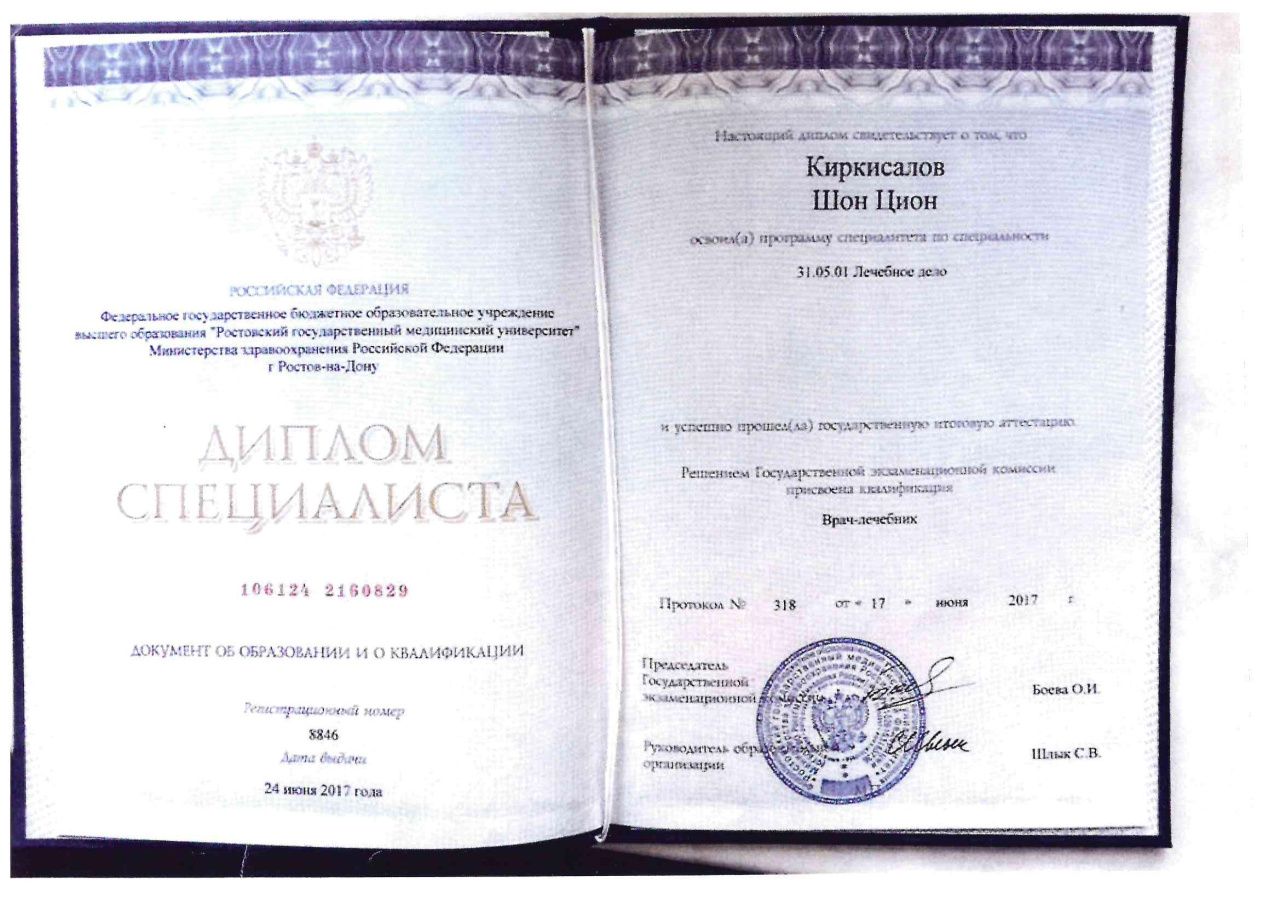 РОССИЙСКАЯ ФЕДЕРАЦИЯ
Федеральное государственное бюджетное образовательное учреждение
высшего образования "Ростовский государственный медицинский университет"
Министерства здравоохранения Российской Федерации
г Ростов-на-Дону
ДИПЛОМ
СПЕЦИАЛИСТА
106124 2160829
ДОКУМЕНТ ОБ ОБРАЗОВАНИИ И О КВАЛИФИКАЦИИ
Регистрационный номер
8846
Дата выдачи
24 июня 2017 года
Настоящий диплом свидетельствует о том, что
Киркисалов
Шон Цион
освоил(а) программу специалитета по специальности
31.05.01 Лечебное дело
и успешно прошел(ла) государственную итоговую аттестацию
Решением Государственной экзаменационной комиссии
присвоена квалификация
Врач-лечебник
Протокол № 318 от « 17 » июня 2017 г.
Председатель
Государственной
экзаменационной комиссии
Боева О.И.
Руководитель образовательной
организации
Шлык С.В.